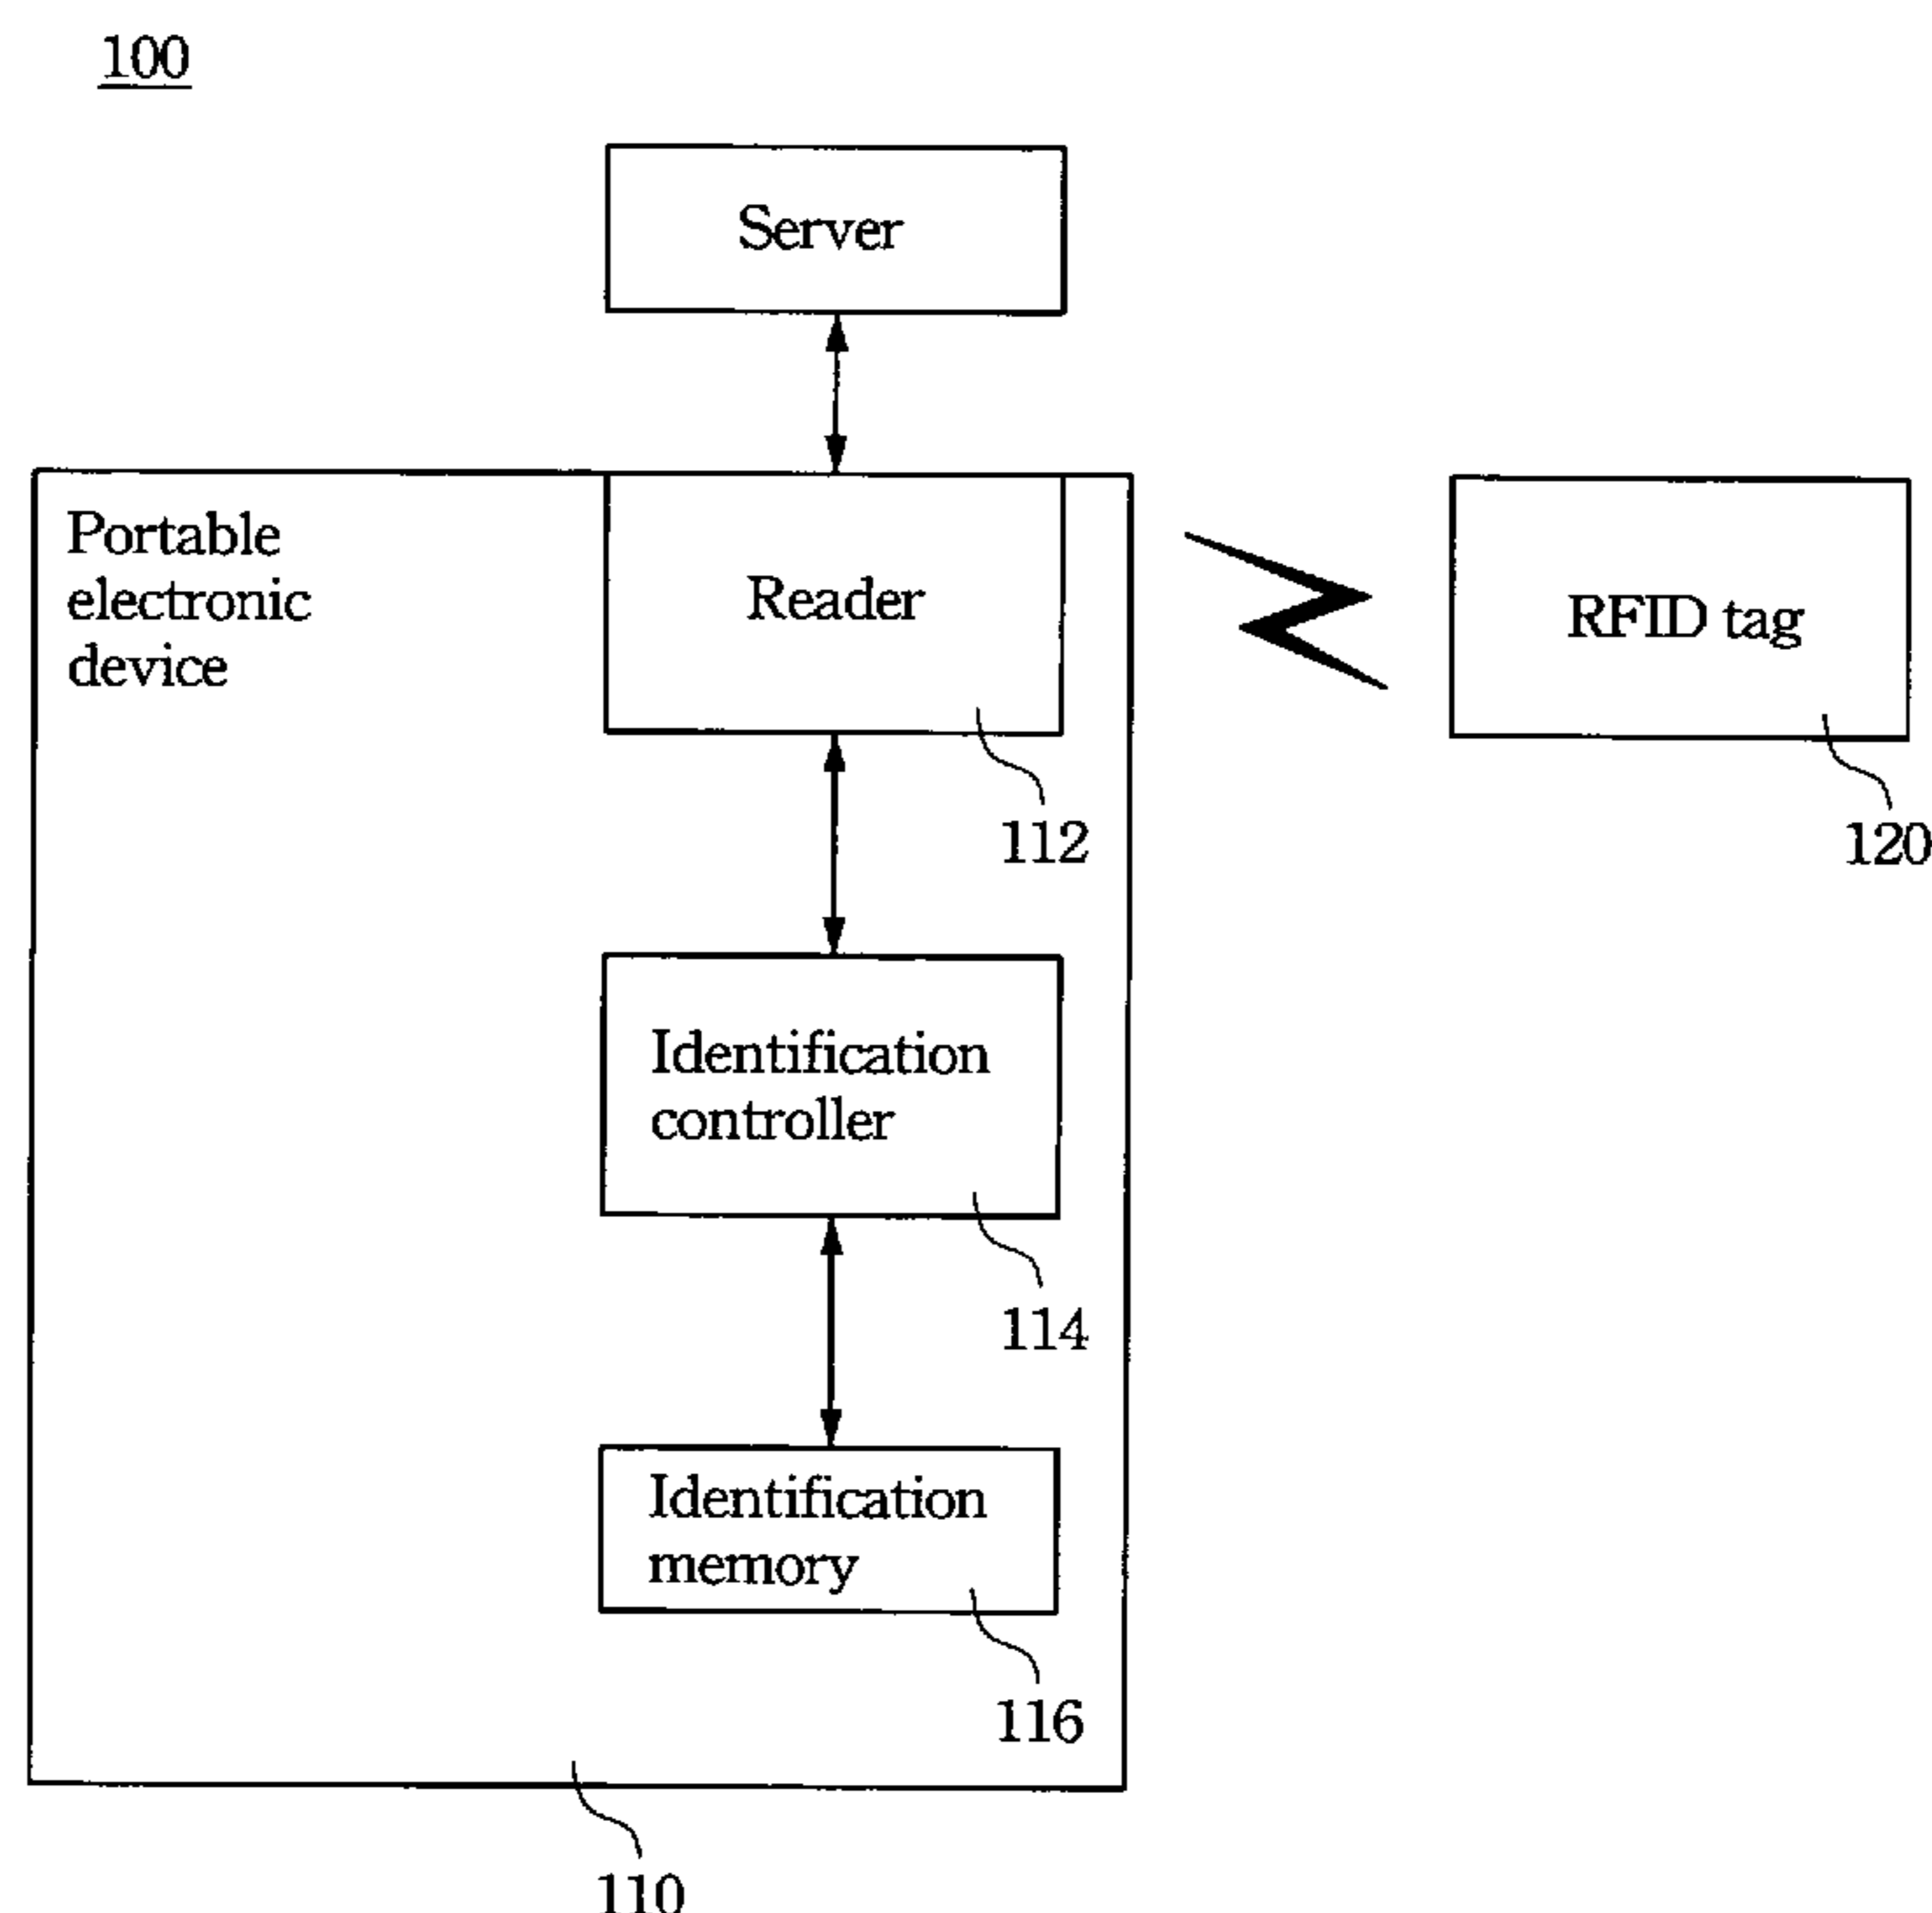 100
Server
Portable
electronic
device
Reader
RFID tag
112
120
Identification
controller
114
Identification
memory
116
110